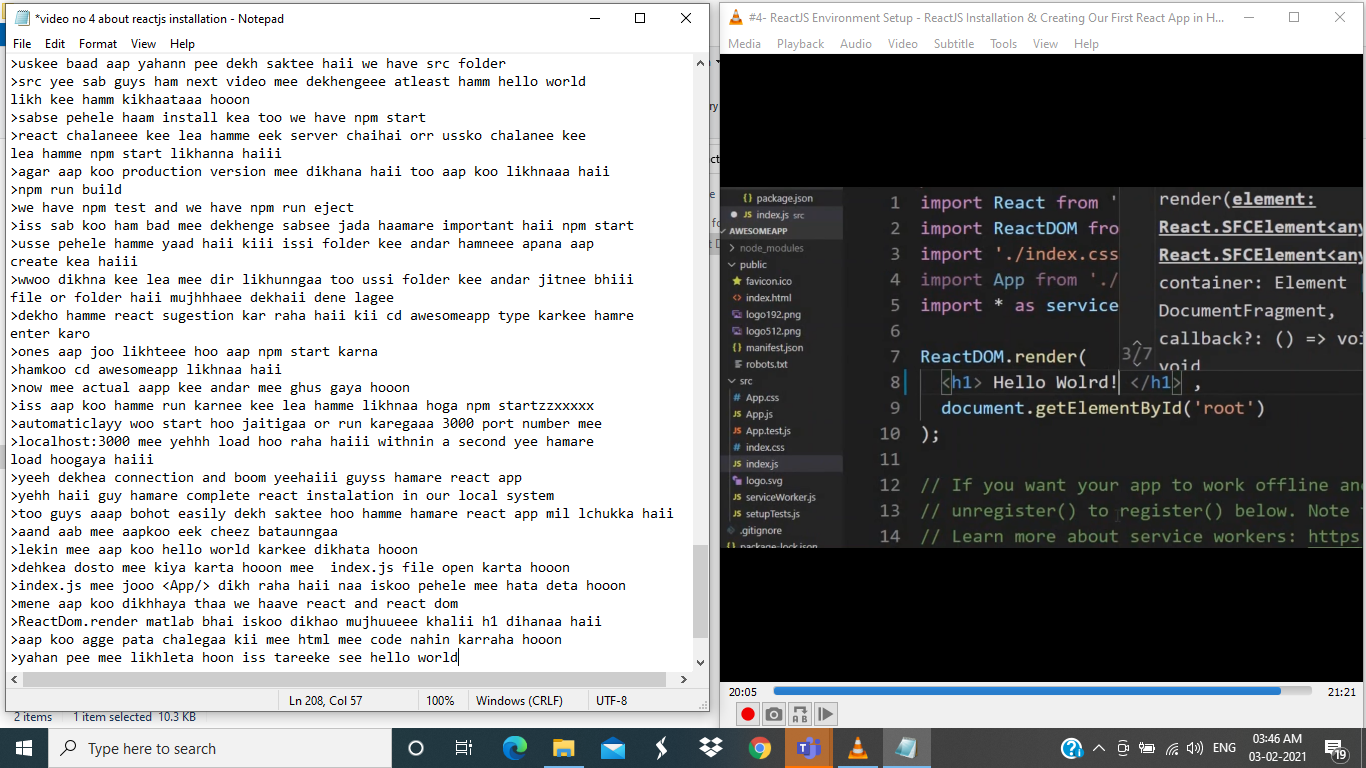 *video no 4 about reactjs installation - Notepad
File Edit Format View Help
>uskee baad aap yahann pee dekh saktee haii we have src folder
>src yee sab guys ham next video mee dekhengeee atleast hamm hello world
likh kee hamm kikhaataaa hooon
>sabse pehele haam install kea too we have npm start
>react chalaneee kee lea hamme eek server chaihai orr ussko chalanee kee
lea hamme npm start likhanna haiii
>agar aap koo production version mee dikhana haii too aap koo likhnaaa haii
>npm run build
>we have npm test and we have npm run eject
>iss sab koo ham bad mee dekhenge sabsee jada haamare important haii npm start
>usse pehele hamme yaad haii kiii issi folder kee andar hamneee apana aap
create kea haiii
>wwoo dikhna kee lea mee dir likhunngaa too ussi folder kee andar jitnee bhiii
file or folder haii mujhhhaee dekhaii dene lagee
>dekho hamme react sugestion kar raha haii kii cd awesomeapp type karkee hamre
enter karo
>ones aap joo likhteee hoo aap npm start karna
>hamkoo cd awesomeapp likhnaa haii
>now mee actual aapp kee andar mee ghus gaya hooon
>iss aap koo hamme run karnee kee lea hamme likhnaa hoga npm startzzxxxxx
>automaticlayy woo start hoo jaitigaa or run karegaaa 3000 port number mee
>localhost:3000 mee yehhh load hoo raha haiii withnin a second yee hamare
load hoogaya haiii
>yeeh dekhea connection and boom yeehaiii guyss hamare react app
>yehh haii guy hamare complete react instalation in our local system
>too guys aaap bohot easily dekh saktee hoo hamme hamare react app mil lchukka haii
>aand aab mee aapkoo eek cheez bataunngaa
>lekin mee aap koo hello world karkee dikhata hooon
>dehkea dosto mee kiya karta hooon mee  index.js file open karta hooon
>index.js mee jooo <App/> dikh raha haii naa iskoo pehele mee hata deta hooon
>mene aap koo dikhhaya thaa we haave react and react dom
>ReactDom.render matlab bhai iskoo dikhao mujhuueee khalii h1 dihanaa haii
>aap koo agge pata chalegaa kii mee html mee code nahin karraha hooon
>yahan pee mee likhleta hoon iss tareeke see hello world
Ln 208, Col 57 100% Windows (CRLF) UTF-8
2 items 1 item selected 10.3 KB
#4- ReactJS Environment Setup - ReactJS Installation & Creating Our First React App in H...
Media Playback Audio Video Subtitle Tools View Help
package.json
JS index.js src
AWESOMEAPP
node_modules
public
favicon.ico
index.html
logo192.png
logo512.png
manifest.json
robots.txt
src
App.css
JS App.js
JS App.test.js
index.css
JS index.js
logo.svg
JS serviceWorker.js
JS setupTests.js
.gitignore
package-lock.json
1 import React from '
2 import ReactDOM fro
3 import './index.css
4 import App from './
5 import * as service
6
7 ReactDOM.render(
8 <h1> Hello Wolrd! </h1> ,
9 document.getElementById('root')
10 );
11
12 // If you want your app to work offline and
13 // unregister() to register() below. Note t
14 // Learn more about service workers: https
3/7
render(element:
React.SFCElement<any
React.SFCElement<any
container: Element |
DocumentFragment,
callback?: () => voi
void
20:05 21:21
Type here to search
ENG
03:46 AM
03-02-2021
19